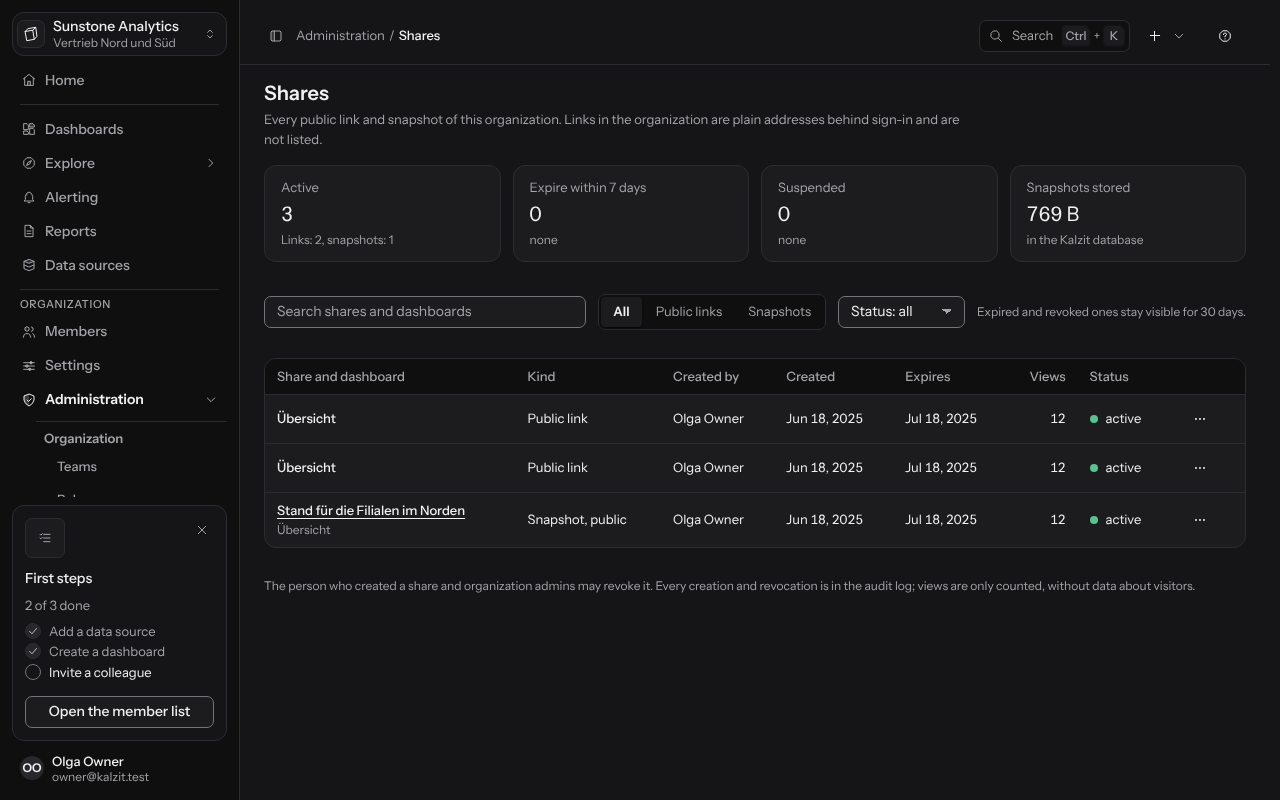 Sunstone Analytics
Vertrieb Nord und Süd
Home
Dashboards
Explore
Alerting
Reports
Data sources
ORGANIZATION
Members
Settings
Administration
Organization
Teams
First steps
2 of 3 done
Add a data source
Create a dashboard
Invite a colleague
Open the member list
OO
Olga Owner
owner@kalzit.test
Administration / Shares
Search Ctrl + K
Shares
Every public link and snapshot of this organization. Links in the organization are plain addresses behind sign-in and are
not listed.
Active
3
Links: 2, snapshots: 1
Expire within 7 days
0
none
Suspended
0
none
Snapshots stored
769 B
in the Kalzit database
Search shares and dashboards
All Public links Snapshots
Status: all
Expired and revoked ones stay visible for 30 days.
Share and dashboard Kind Created by Created Expires Views Status
Übersicht Public link Olga Owner Jun 18, 2025 Jul 18, 2025 12 active
Übersicht Public link Olga Owner Jun 18, 2025 Jul 18, 2025 12 active
Stand für die Filialen im Norden
Übersicht
Snapshot, public Olga Owner Jun 18, 2025 Jul 18, 2025 12 active
The person who created a share and organization admins may revoke it. Every creation and revocation is in the audit log; views are only counted, without data about visitors.